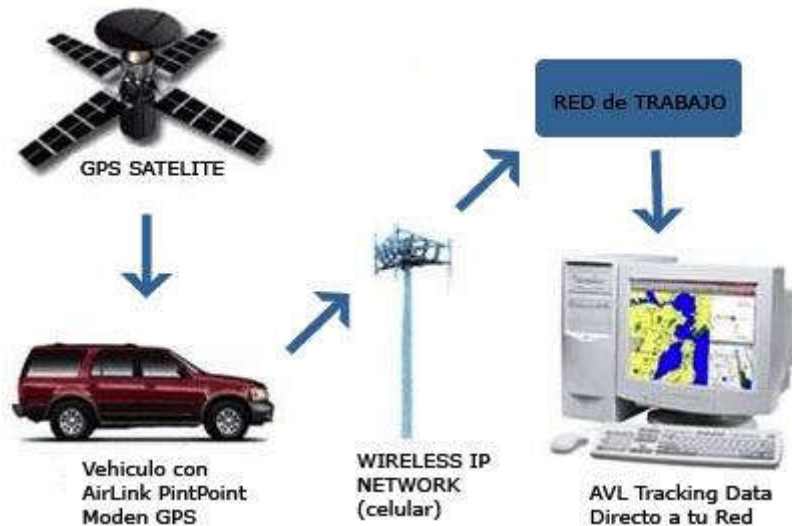 GPS SATELITE
RED de TRABAJO
Vehiculo con
AirLink PintPoint
Moden GPS
WIRELESS IP
NETWORK
(celular)
AVL Tracking Data
Directo a tu Red